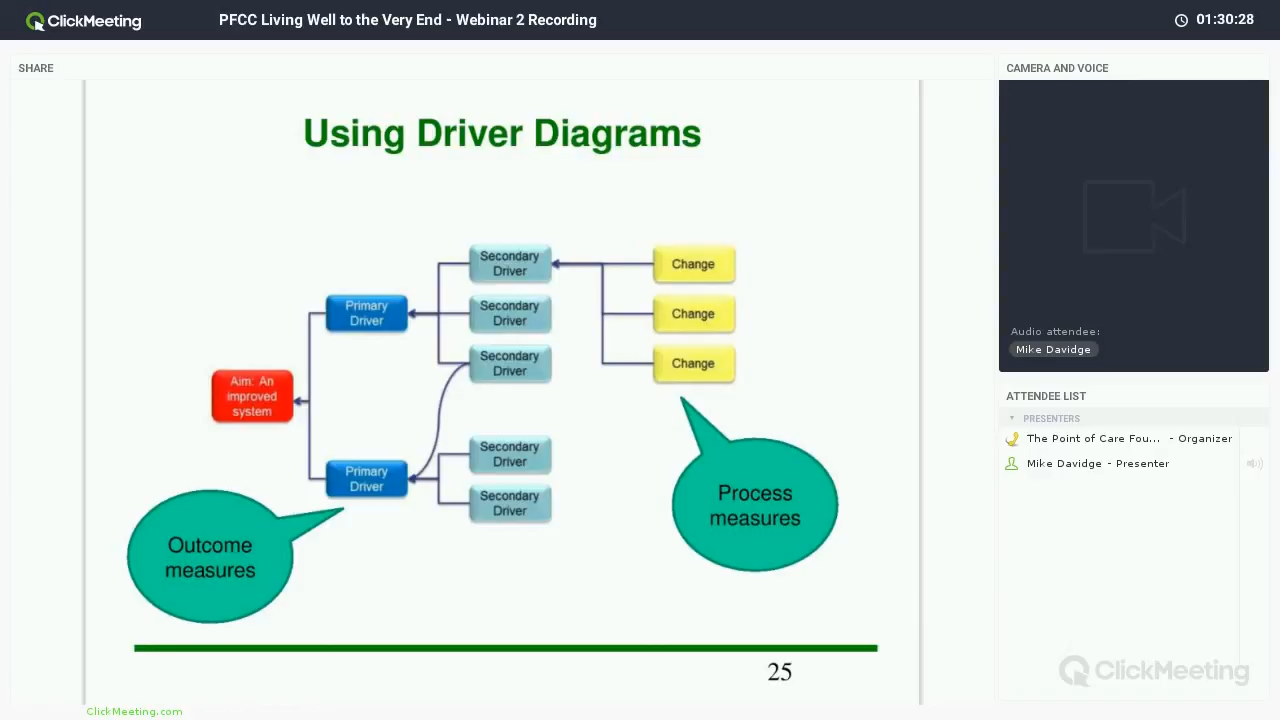 ClickMeeting
PFCC Living Well to the Very End - Webinar 2 Recording
01:30:28
SHARE
Using Driver Diagrams
Aim: An
improved
system
Primary
Driver
Primary
Driver
Secondary
Driver
Secondary
Driver
Secondary
Driver
Secondary
Driver
Secondary
Driver
Change
Change
Change
Outcome
measures
Process
measures
25
ClickMeeting.com
CAMERA AND VOICE
Audio attendee:
Mike Davidge
ATTENDEE LIST
PRESENTERS
The Point of Care Fou... - Organizer
Mike Davidge - Presenter
ClickMeeting